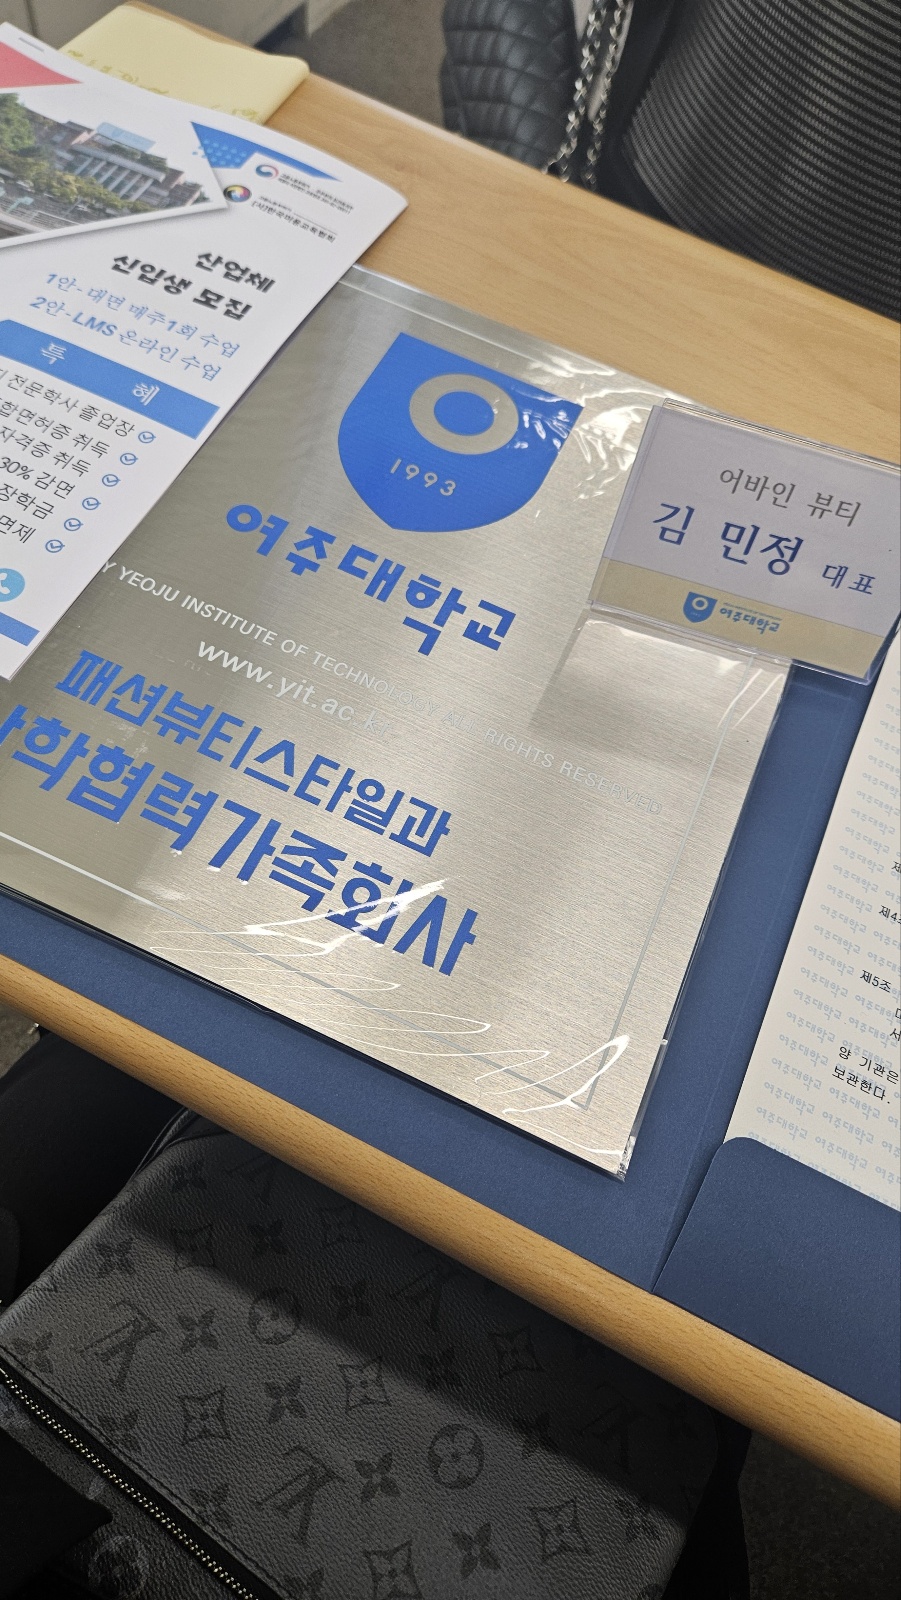 산업체
신입생 모집
1안-대면 매주1회 수업
2안-LMS 온라인 수업
특 혜
전문학사 졸업장
취득
자격증 취득
30% 감면
장학금
면제
1993
여주대학교
YEOJU INSTITUTE OF TECHNOLOGY ALL RIGHTS RESERVED
www.yit.ac.kr
패션뷰티스타일과
산학협력가족회사
어바인 뷰티
김 민정 대표
여주대학교
제5조
양 기관은
보관한다.